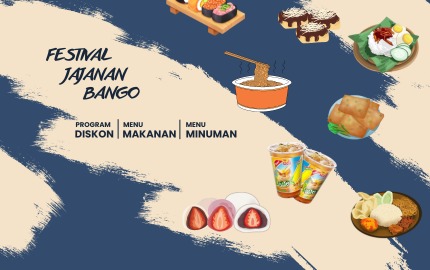 FESTIVAL
JAJANAN
BANGO
PROGRAM
DISKON
MENU
MAKANAN
MENU
MINUMAN